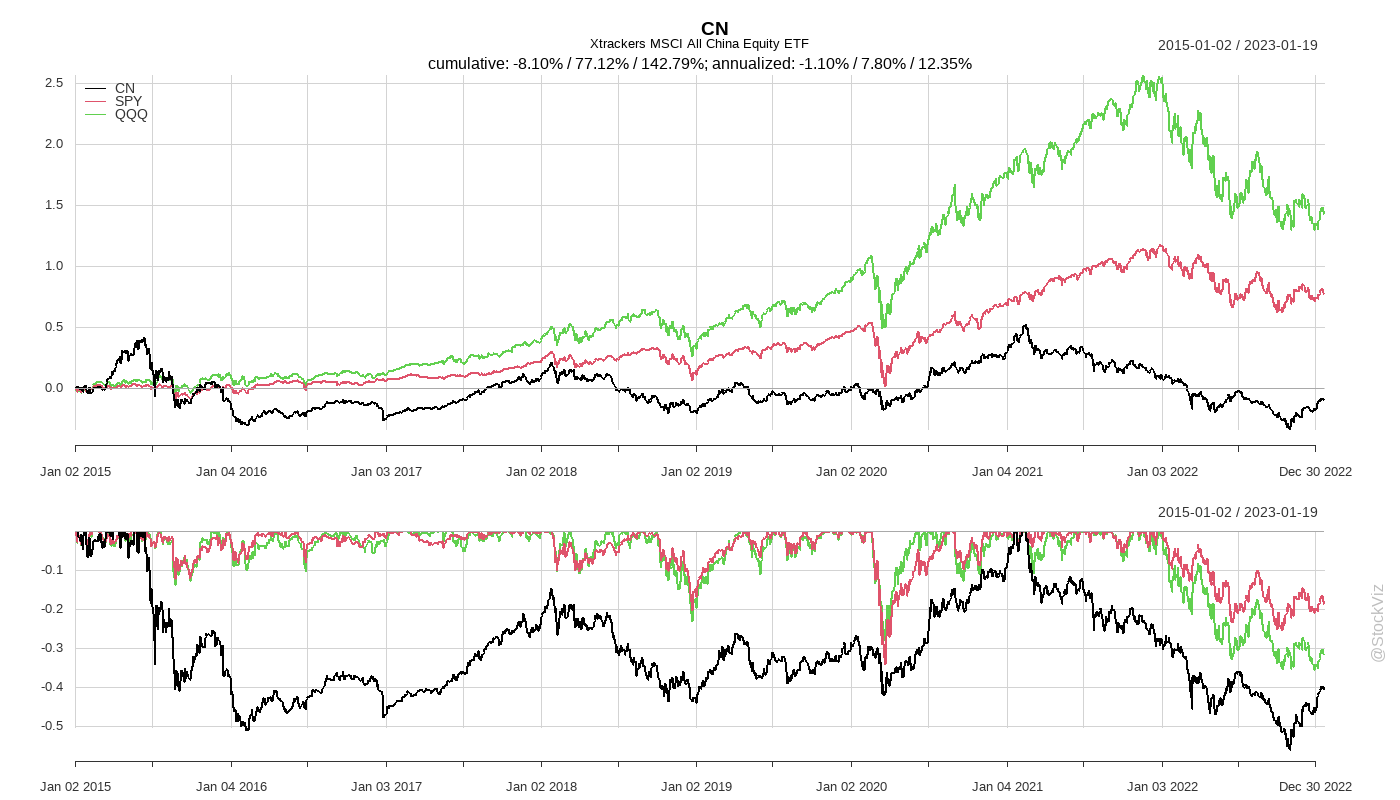 CN
Xtrackers MSCI All China Equity ETF
2015-01-02 / 2023-01-19
cumulative: -8.10% / 77.12% / 142.79%; annualized: -1.10% / 7.80% / 12.35%
CN
SPY
QQQ
2.5
2.0
1.5
1.0
0.5
0.0
Jan 02 2015 Jan 04 2016 Jan 03 2017 Jan 02 2018 Jan 02 2019 Jan 02 2020 Jan 04 2021 Jan 03 2022 Dec 30 2022
2015-01-02 / 2023-01-19
-0.1
-0.2
-0.3
-0.4
-0.5
Jan 02 2015 Jan 04 2016 Jan 03 2017 Jan 02 2018 Jan 02 2019 Jan 02 2020 Jan 04 2021 Jan 03 2022 Dec 30 2022
@StockViz